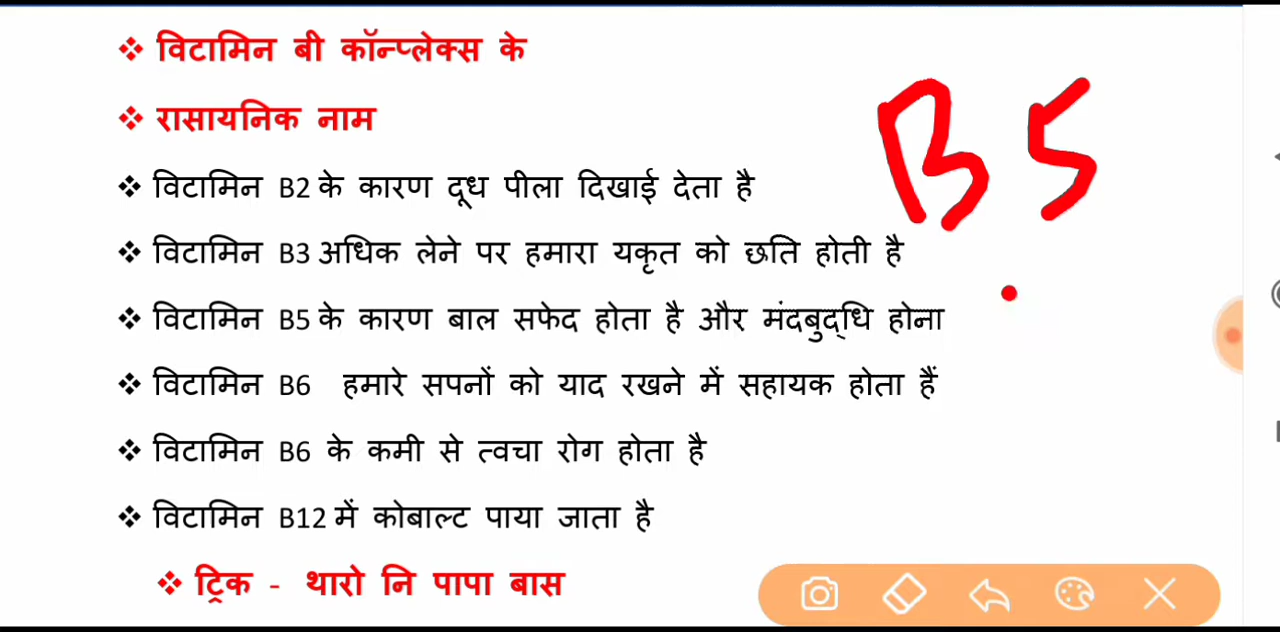 ❖ विटामिन बी कॉन्प्लेक्स के
❖ रासायनिक नाम
B5
❖ विटामिन B2 के कारण दूध पीला दिखाई देता है
❖ विटामिन B3 अधिक लेने पर हमारा यकृत को छति होती है
❖ विटामिन B5 के कारण बाल सफेद होता है और मंदबुद्धि होना
❖ विटामिन B6 हमारे सपनों को याद रखने में सहायक होता हैं
❖ विटामिन B6 के कमी से त्वचा रोग होता है
❖ विटामिन B12 में कोबाल्ट पाया जाता है
❖ ट्रिक - थारो नि पापा बास